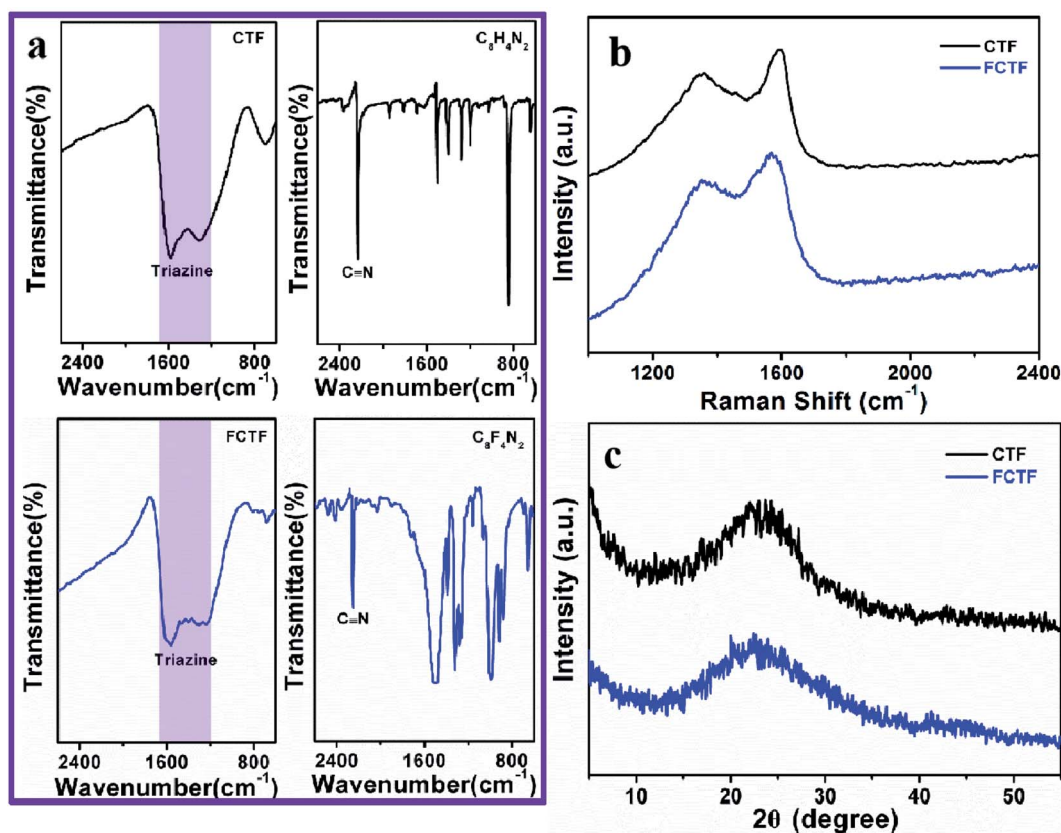 a
CTF
Transmittance(%)
Triazine
2400 1600 800
Wavenumber(cm⁻¹)
C₈H₄N₂
Transmittance(%)
C≡N
2400 1600 800
Wavenumber(cm⁻¹)
FCTF
Transmittance(%)
Triazine
2400 1600 800
Wavenumber(cm⁻¹)
C₈F₄N₂
Transmittance(%)
C≡N
2400 1600 800
Wavenumber(cm⁻¹)
b
CTF
FCTF
Intensity (a.u.)
1200 1600 2000 2400
Raman Shift (cm⁻¹)
c
CTF
FCTF
Intensity (a.u.)
10 20 30 40 50
2θ (degree)